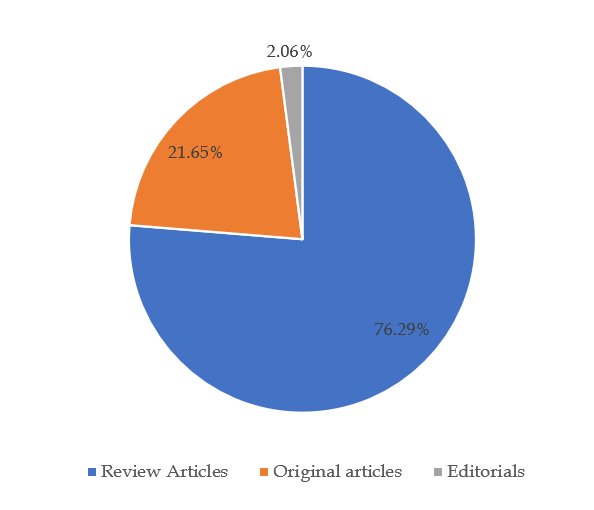 2.06%
21.65%
76.29%
Review Articles Original articles Editorials